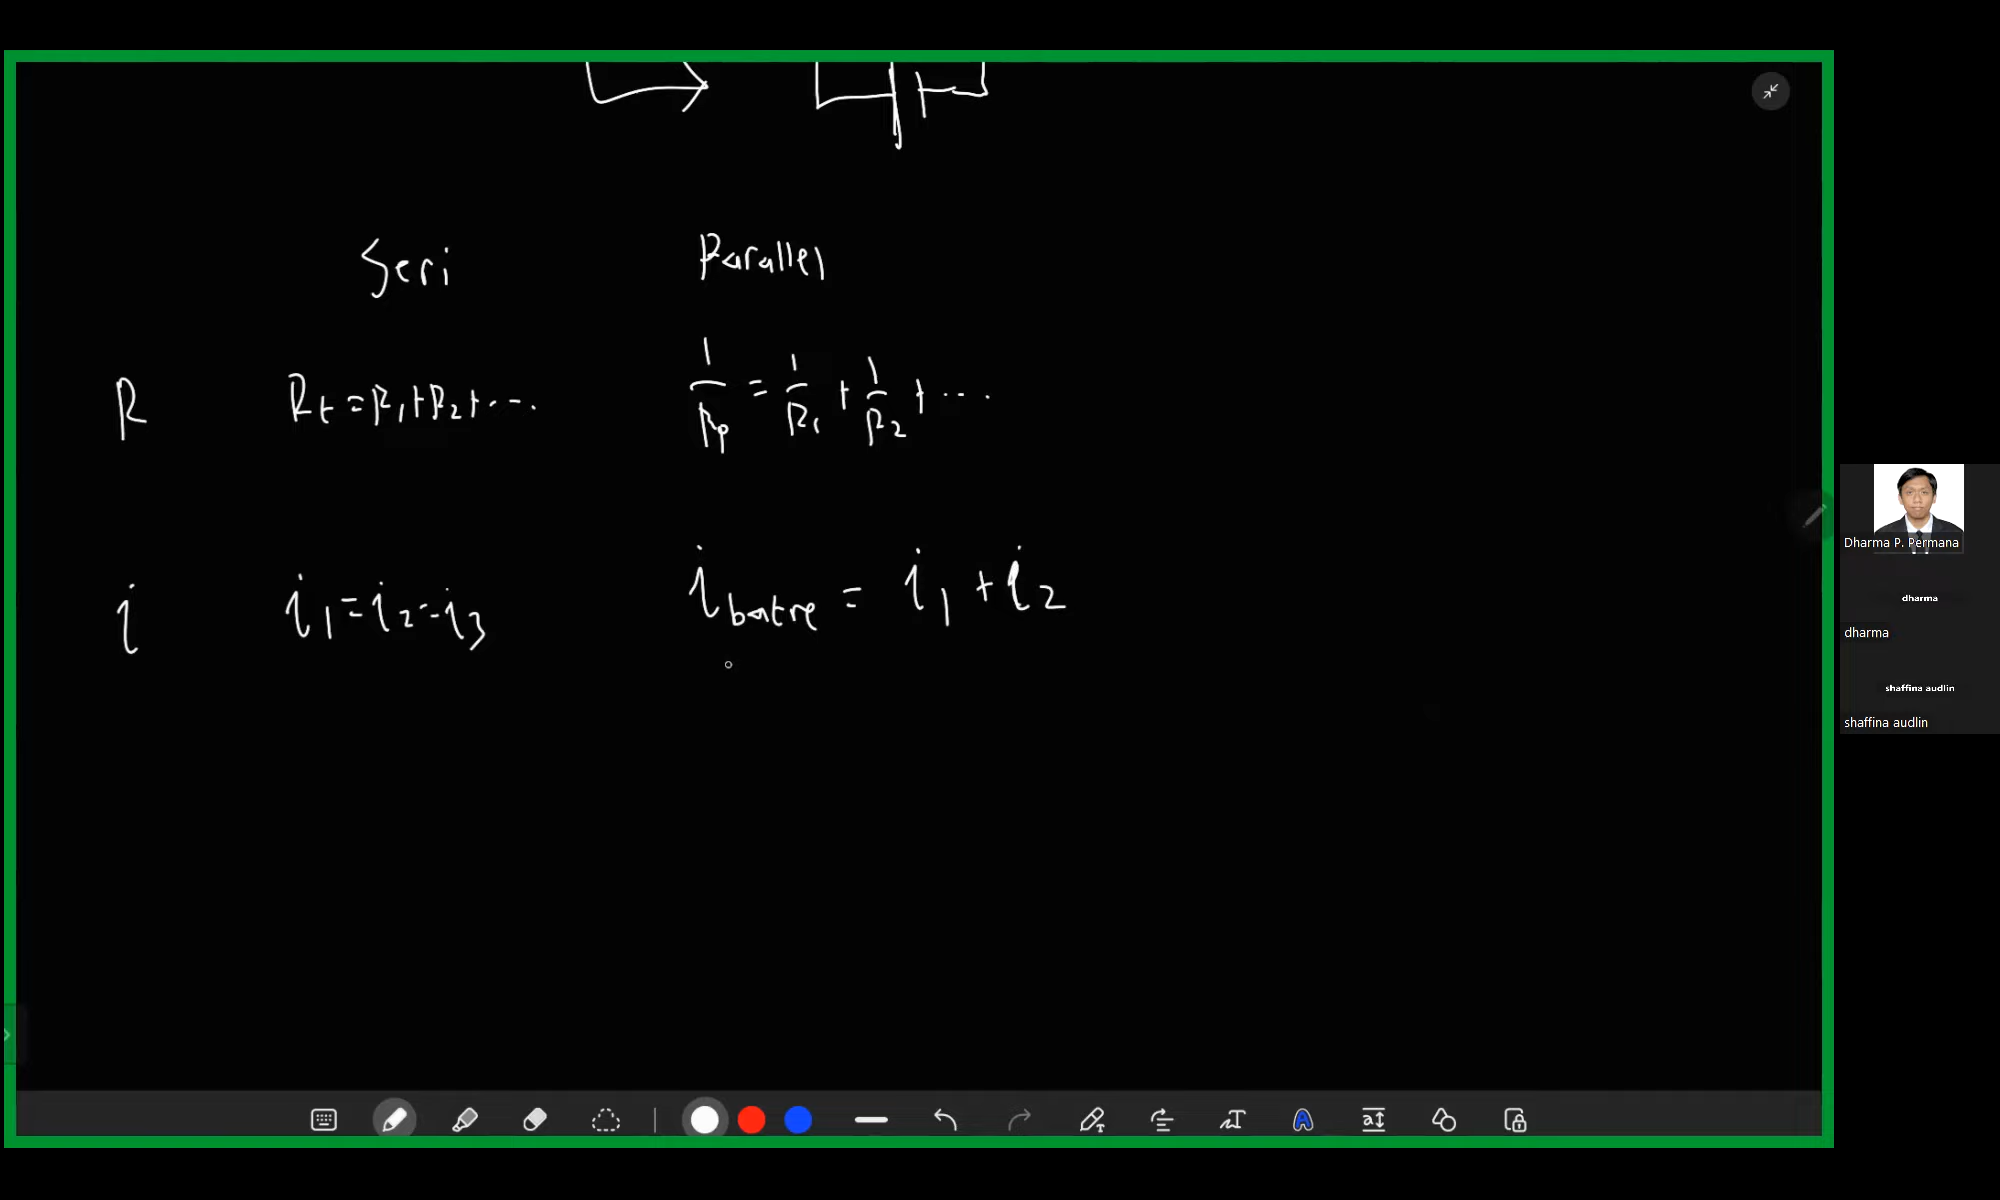 Seri Parallel
R Rt = R1 + R2 + .... 1/Rp = 1/R1 + 1/R2 + ...
i i1 = i2 = i3 i batre = i1 + i2
Dharma P. Permana
dharma
dharma
shaffina audlin
shaffina audlin